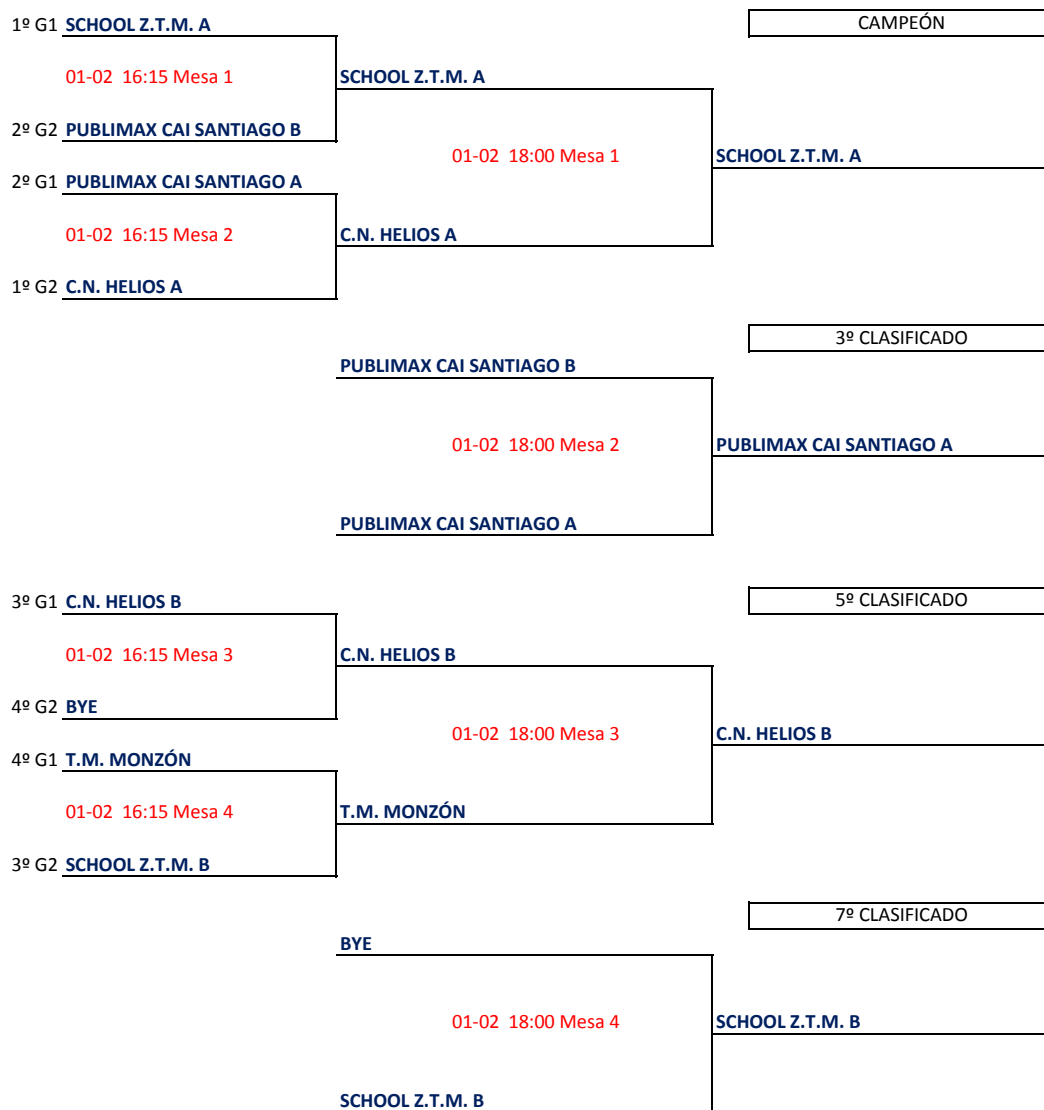 1º G1 SCHOOL Z.T.M. A
CAMPEÓN
01-02 16:15 Mesa 1
SCHOOL Z.T.M. A
2º G2 PUBLIMAX CAI SANTIAGO B
01-02 18:00 Mesa 1
SCHOOL Z.T.M. A
2º G1 PUBLIMAX CAI SANTIAGO A
01-02 16:15 Mesa 2
C.N. HELIOS A
1º G2 C.N. HELIOS A
3º CLASIFICADO
PUBLIMAX CAI SANTIAGO B
01-02 18:00 Mesa 2
PUBLIMAX CAI SANTIAGO A
PUBLIMAX CAI SANTIAGO A
3º G1 C.N. HELIOS B
5º CLASIFICADO
01-02 16:15 Mesa 3
C.N. HELIOS B
4º G2 BYE
01-02 18:00 Mesa 3
C.N. HELIOS B
4º G1 T.M. MONZÓN
01-02 16:15 Mesa 4
T.M. MONZÓN
3º G2 SCHOOL Z.T.M. B
7º CLASIFICADO
BYE
01-02 18:00 Mesa 4
SCHOOL Z.T.M. B
SCHOOL Z.T.M. B